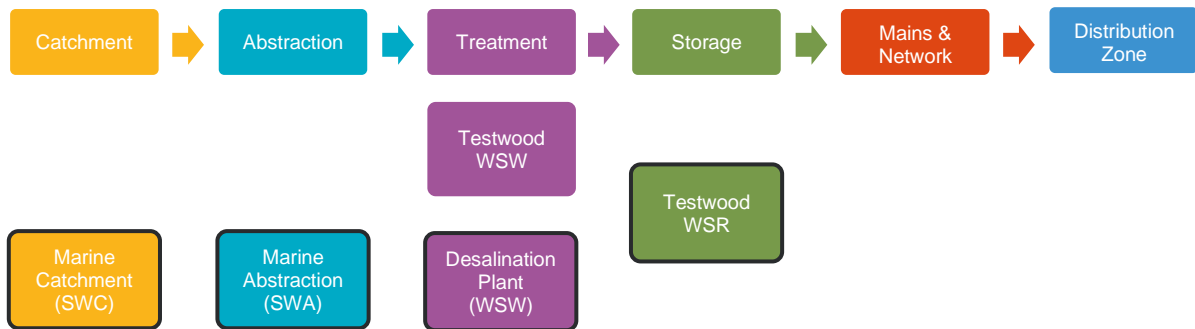 Catchment
Abstraction
Treatment
Storage
Mains &
Network
Distribution
Zone
Testwood
WSW
Testwood
WSR
Marine
Catchment
(SWC)
Marine
Abstraction
(SWA)
Desalination
Plant
(WSW)